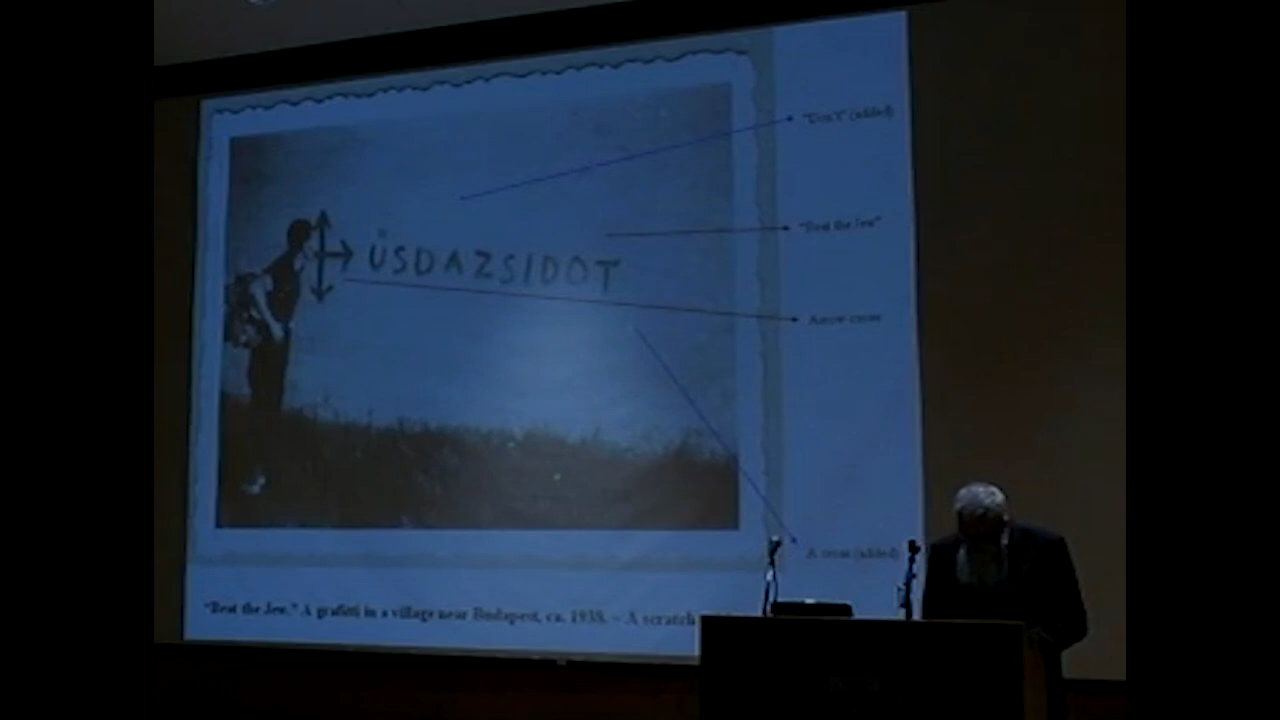 "Don't" (added)
"Beat the Jew"
ÜSDAZSIDOT
Arrow cross
A cross (added)
"Beat the Jew." A grafitti in a village near Budapest, ca. 1938. – A scratch